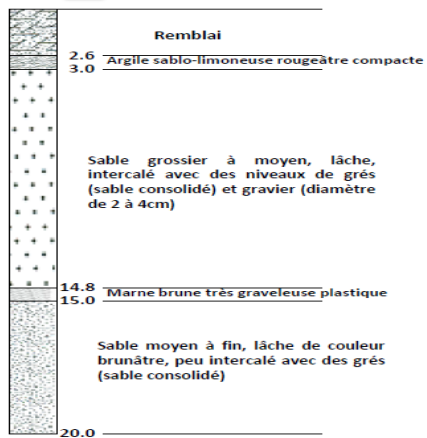 Remblai
2.6
Argile sablo-limoneuse rougeâtre compacte
3.0
Sable grossier à moyen, lâche,
intercalé avec des niveaux de grés
(sable consolidé) et gravier (diamètre
de 2 à 4cm)
14.8
Marne brune très graveleuse plastique
15.0
Sable moyen à fin, lâche de couleur
brunâtre, peu intercalé avec des grés
(sable consolidé)
20.0